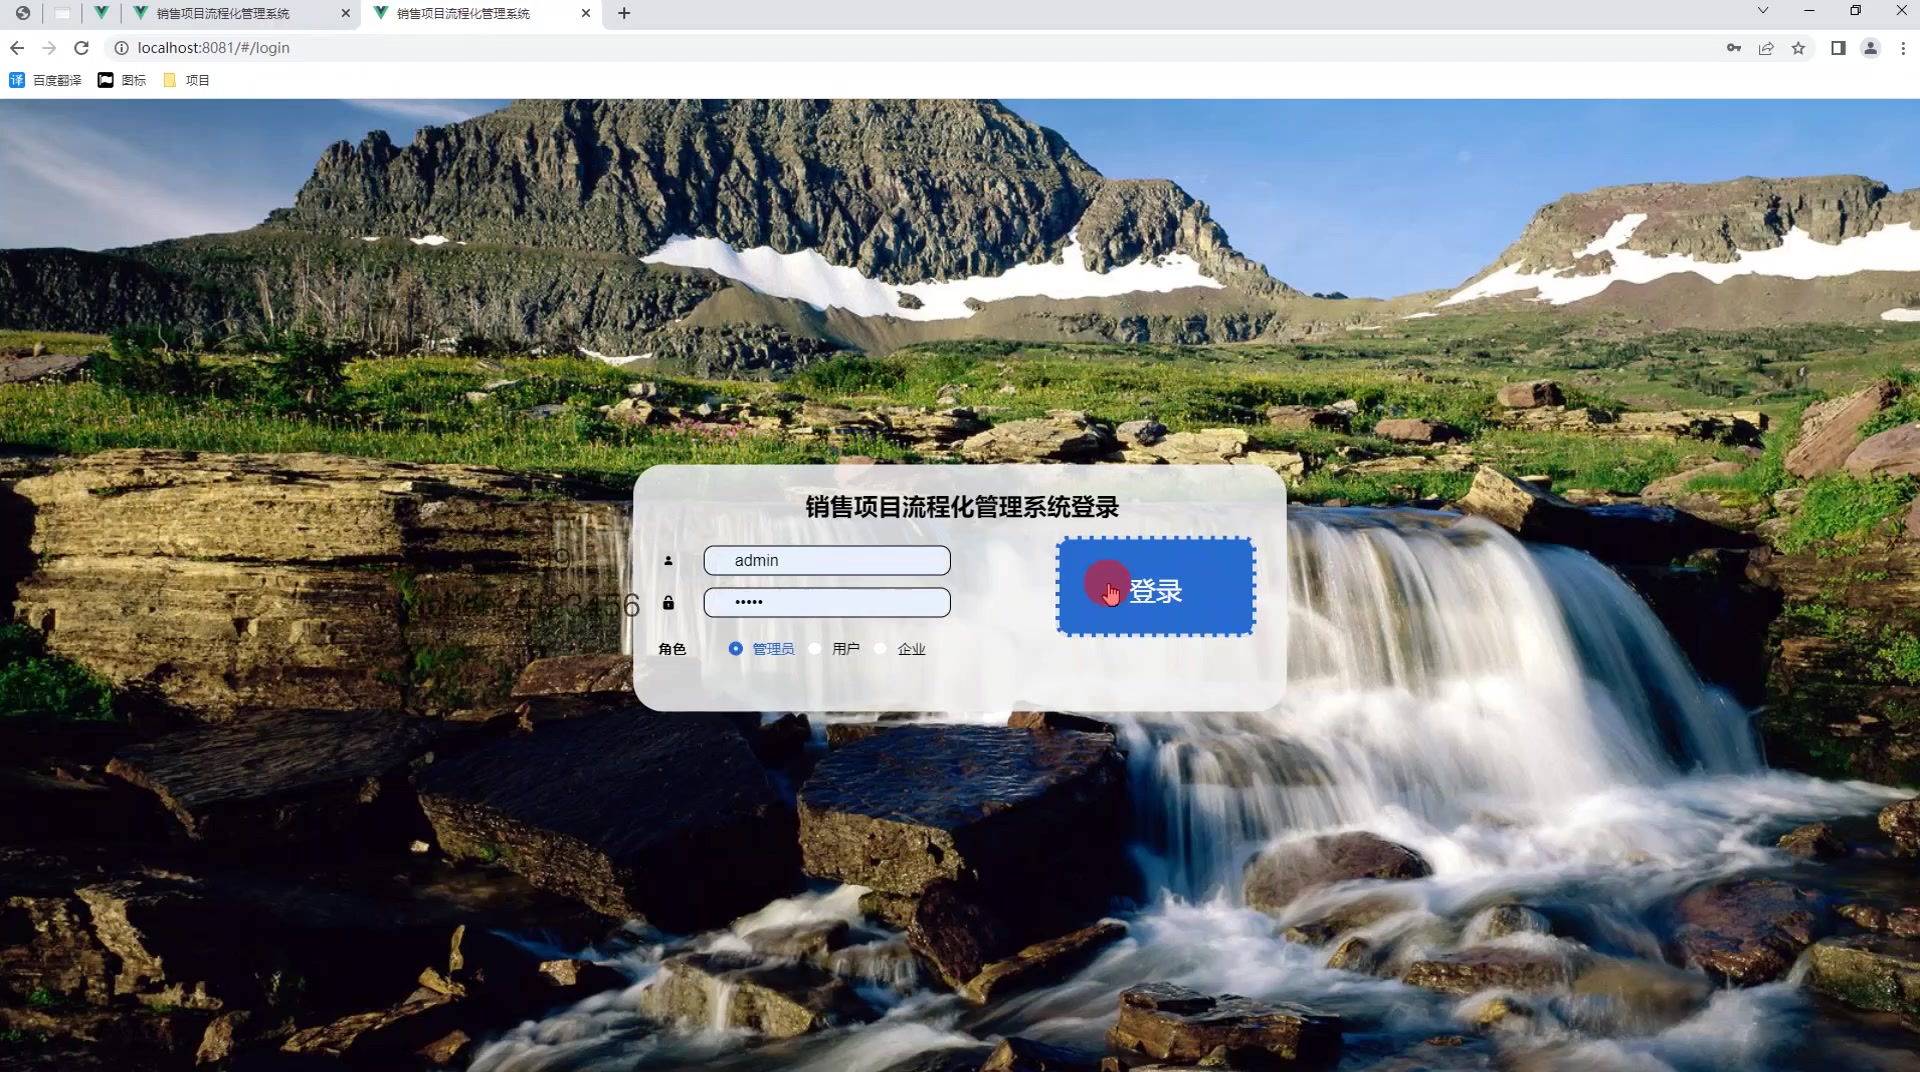 销售项目流程化管理系统
销售项目流程化管理系统
localhost:8081/#/login
译 百度翻译 图标 项目
销售项目流程化管理系统登录
admin
•••••
登录
角色 管理员 用户 企业